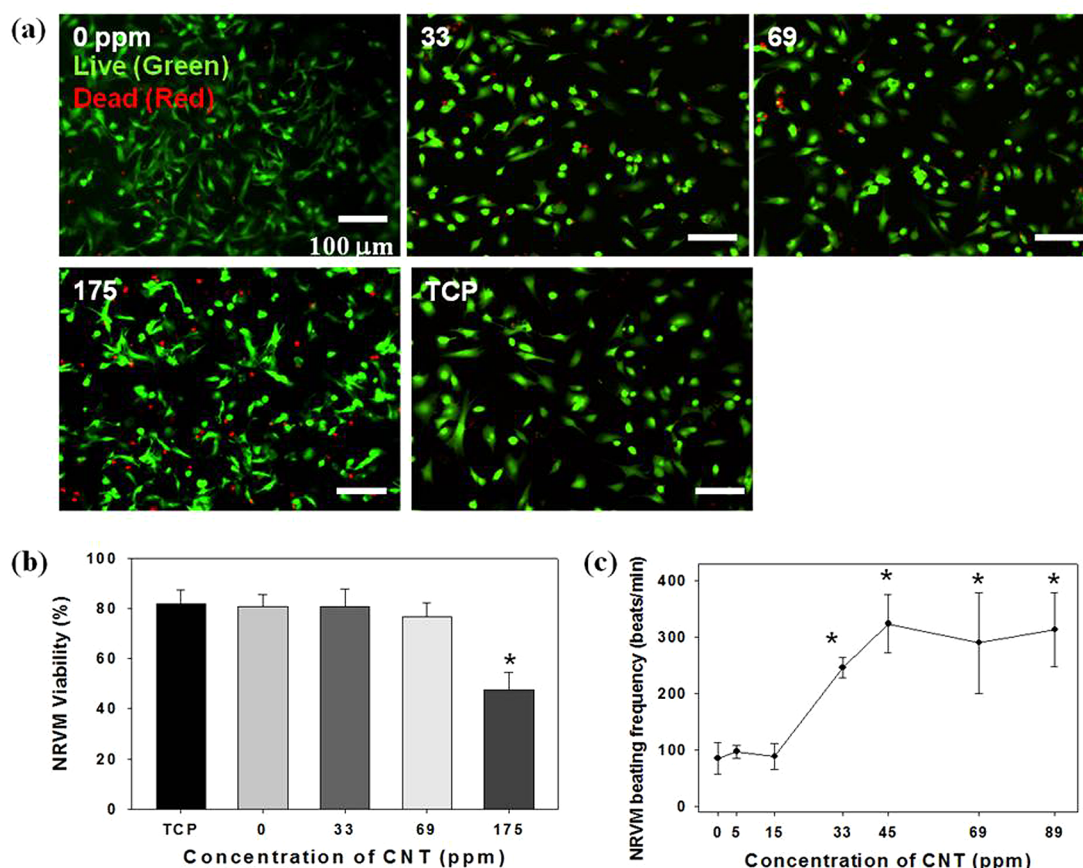 (a)
0 ppm
Live (Green)
Dead (Red)
100 μm
33
69
175
TCP
(b)
NRVM Viability (%)
100
80
60
40
20
0
*
TCP 0 33 69 175
Concentration of CNT (ppm)
(c)
NRVM beating frequency (beats/min)
400
300
200
100
0
* * * *
0 5 15 33 45 69 89
Concentration of CNT (ppm)